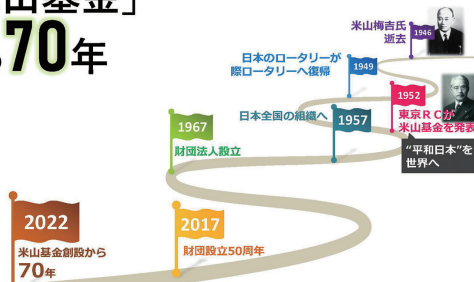 山基金」
70年
米山梅吉氏
逝去
1946
日本のロータリーが
際ロータリーへ復帰
1949
1952
東京RCが
米山基金を発表
"平和日本"を
世界へ
日本全国の組織へ
1957
1967
財団法人設立
2017
財団設立50周年
2022
米山基金創設から
70年